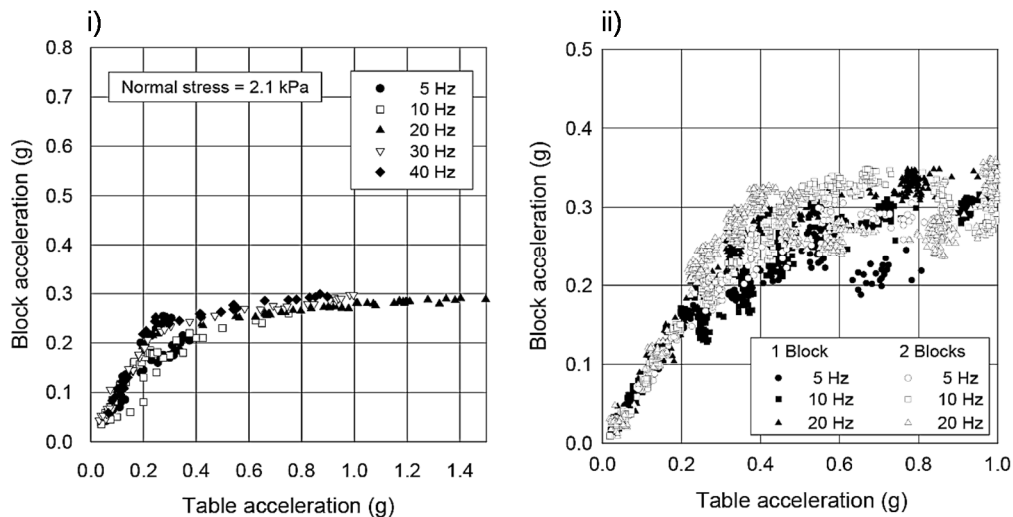 i)
0.8
0.7
0.6
0.5
0.4
0.3
0.2
0.1
0.0
Block acceleration (g)
Normal stress = 2.1 kPa
5 Hz
10 Hz
20 Hz
30 Hz
40 Hz
0.0 0.2 0.4 0.6 0.8 1.0 1.2 1.4
Table acceleration (g)
ii)
0.5
0.4
0.3
0.2
0.1
0.0
Block acceleration (g)
1 Block 2 Blocks
5 Hz 5 Hz
10 Hz 10 Hz
20 Hz 20 Hz
0.0 0.2 0.4 0.6 0.8 1.0
Table acceleration (g)